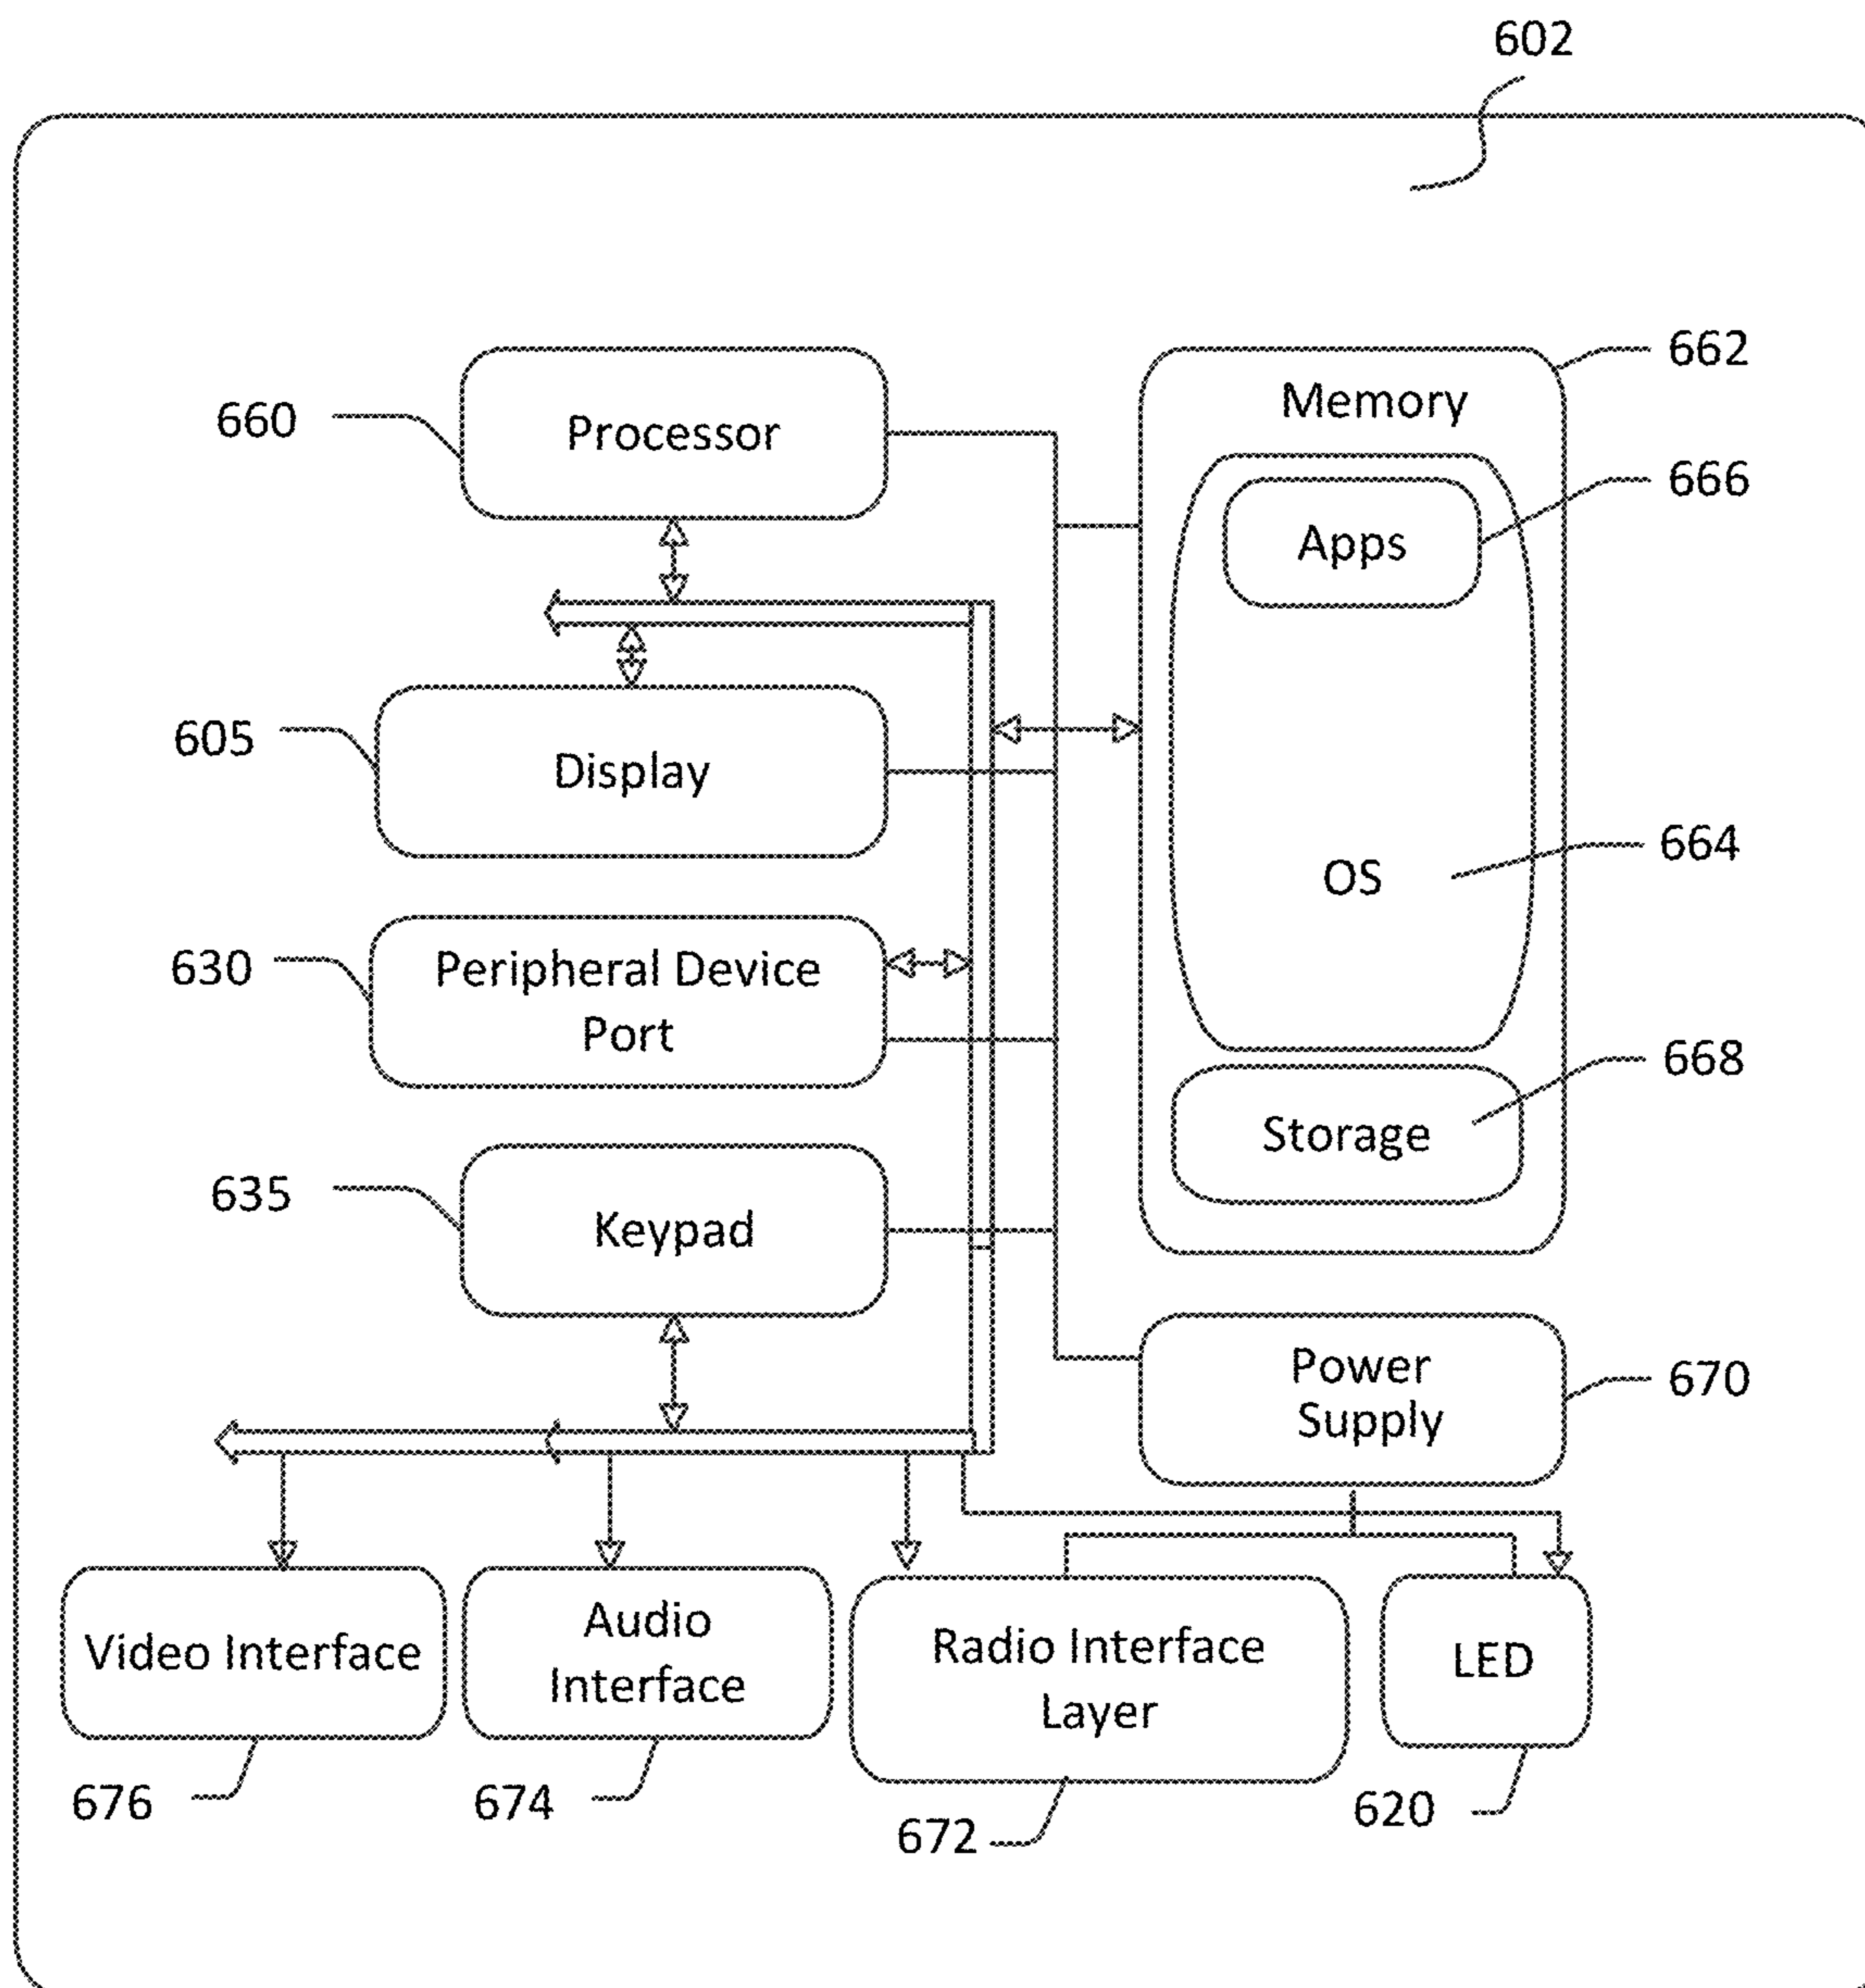 602
662
Memory
660
Processor
666
Apps
605
Display
664
OS
630
Peripheral Device
Port
668
Storage
635
Keypad
Power
Supply
670
Video Interface
Audio
Interface
Radio Interface
Layer
LED
676
674
672
620